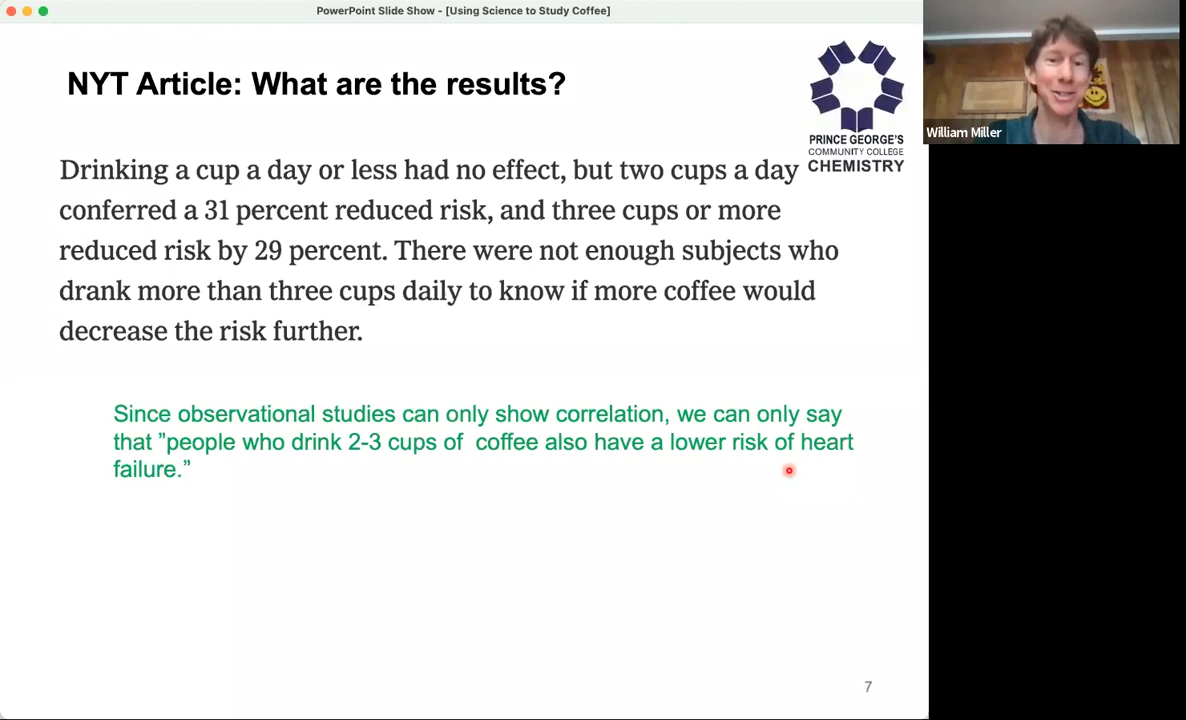 PowerPoint Slide Show - [Using Science to Study Coffee]
NYT Article: What are the results?
PRINCE GEORGE'S
COMMUNITY COLLEGE
CHEMISTRY
William Miller
Drinking a cup a day or less had no effect, but two cups a day
conferred a 31 percent reduced risk, and three cups or more
reduced risk by 29 percent. There were not enough subjects who
drank more than three cups daily to know if more coffee would
decrease the risk further.
Since observational studies can only show correlation, we can only say
that ”people who drink 2-3 cups of  coffee also have a lower risk of heart
failure.”
7